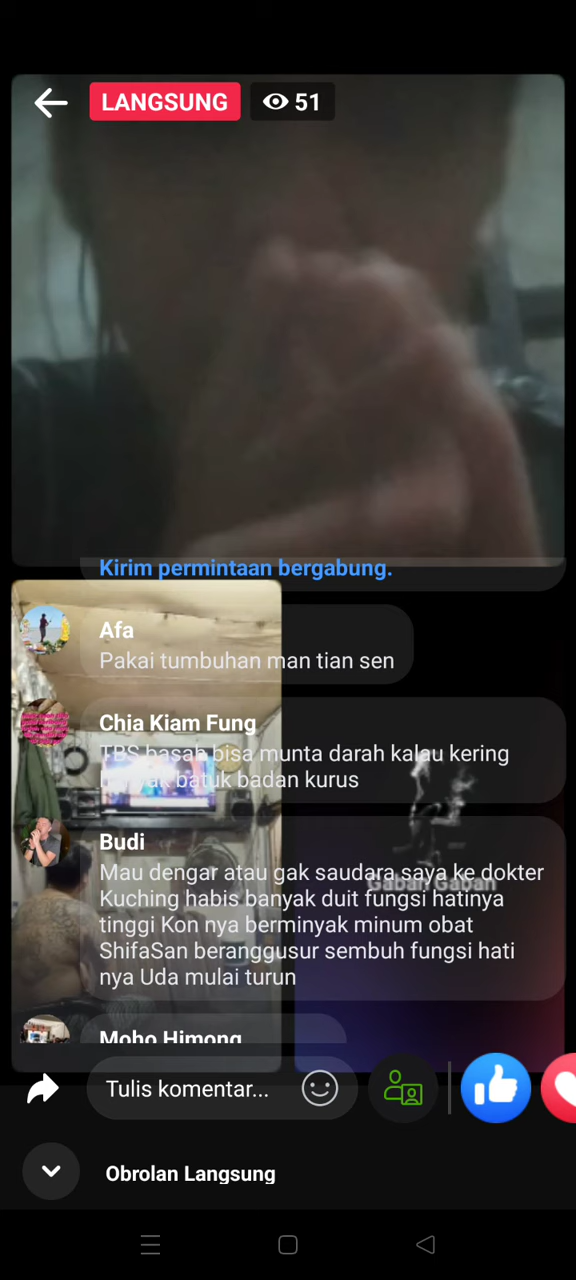 LANGSUNG
51
Kirim permintaan bergabung.
Afa
Pakai tumbuhan man tian sen
Chia Kiam Fung
TBS basah bisa munta darah kalau kering
batuk badan kurus
Budi
Mau dengar atau gak saudara saya ke dokter
Kuching habis banyak duit fungsi hatinya
tinggi Kon nya berminyak minum obat
ShifaSan beranggusur sembuh fungsi hati
nya Uda mulai turun
Gaban Gaban
Moho Himong
Tulis komentar...
Obrolan Langsung